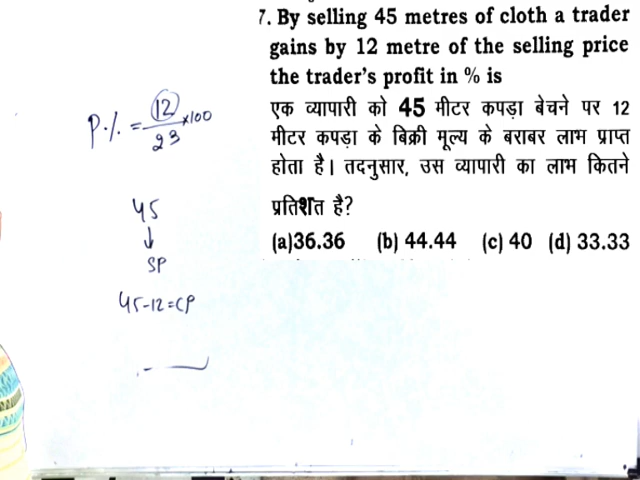 7. By selling 45 metres of cloth a trader
gains by 12 metre of the selling price
the trader's profit in % is
एक व्यापारी को 45 मीटर कपड़ा बेचने पर 12
मीटर कपड़ा के बिक्री मूल्य के बराबर लाभ प्राप्त
होता है। तदनुसार, उस व्यापारी का लाभ कितने
प्रतिशत है?
(a)36.36 (b) 44.44 (c) 40 (d) 33.33
P.% = 12/23 ×100
45
↓
SP
45-12=CP